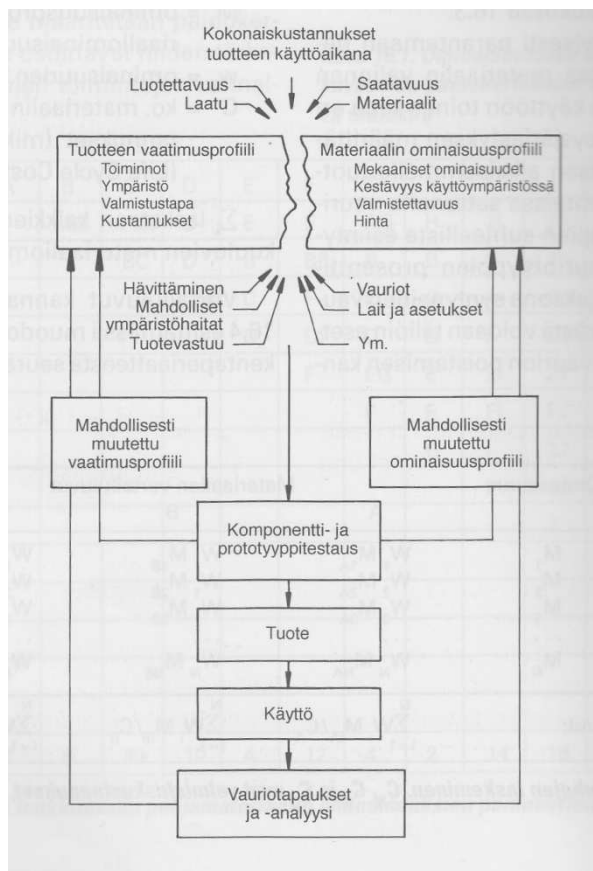 Kokonaiskustannukset
tuotteen käyttöaikana
Luotettavuus
Laatu
Saatavuus
Materiaalit
Tuotteen vaatimusprofiili
Toiminnot
Ympäristö
Valmistustapa
Kustannukset
Materiaalin ominaisuusprofiili
Mekaaniset ominaisuudet
Kestävyys käyttöympäristössä
Valmistettavuus
Hinta
Hävittäminen
Mahdolliset
ympäristöhaitat
Tuotevastuu
Vauriot
Lait ja asetukset
Ym.
Mahdollisesti
muutettu
vaatimusprofiili
Mahdollisesti
muutettu
ominaisuusprofiili
Komponentti- ja
prototyyppitestaus
Tuote
Käyttö
Vauriotapaukset
ja -analyysi